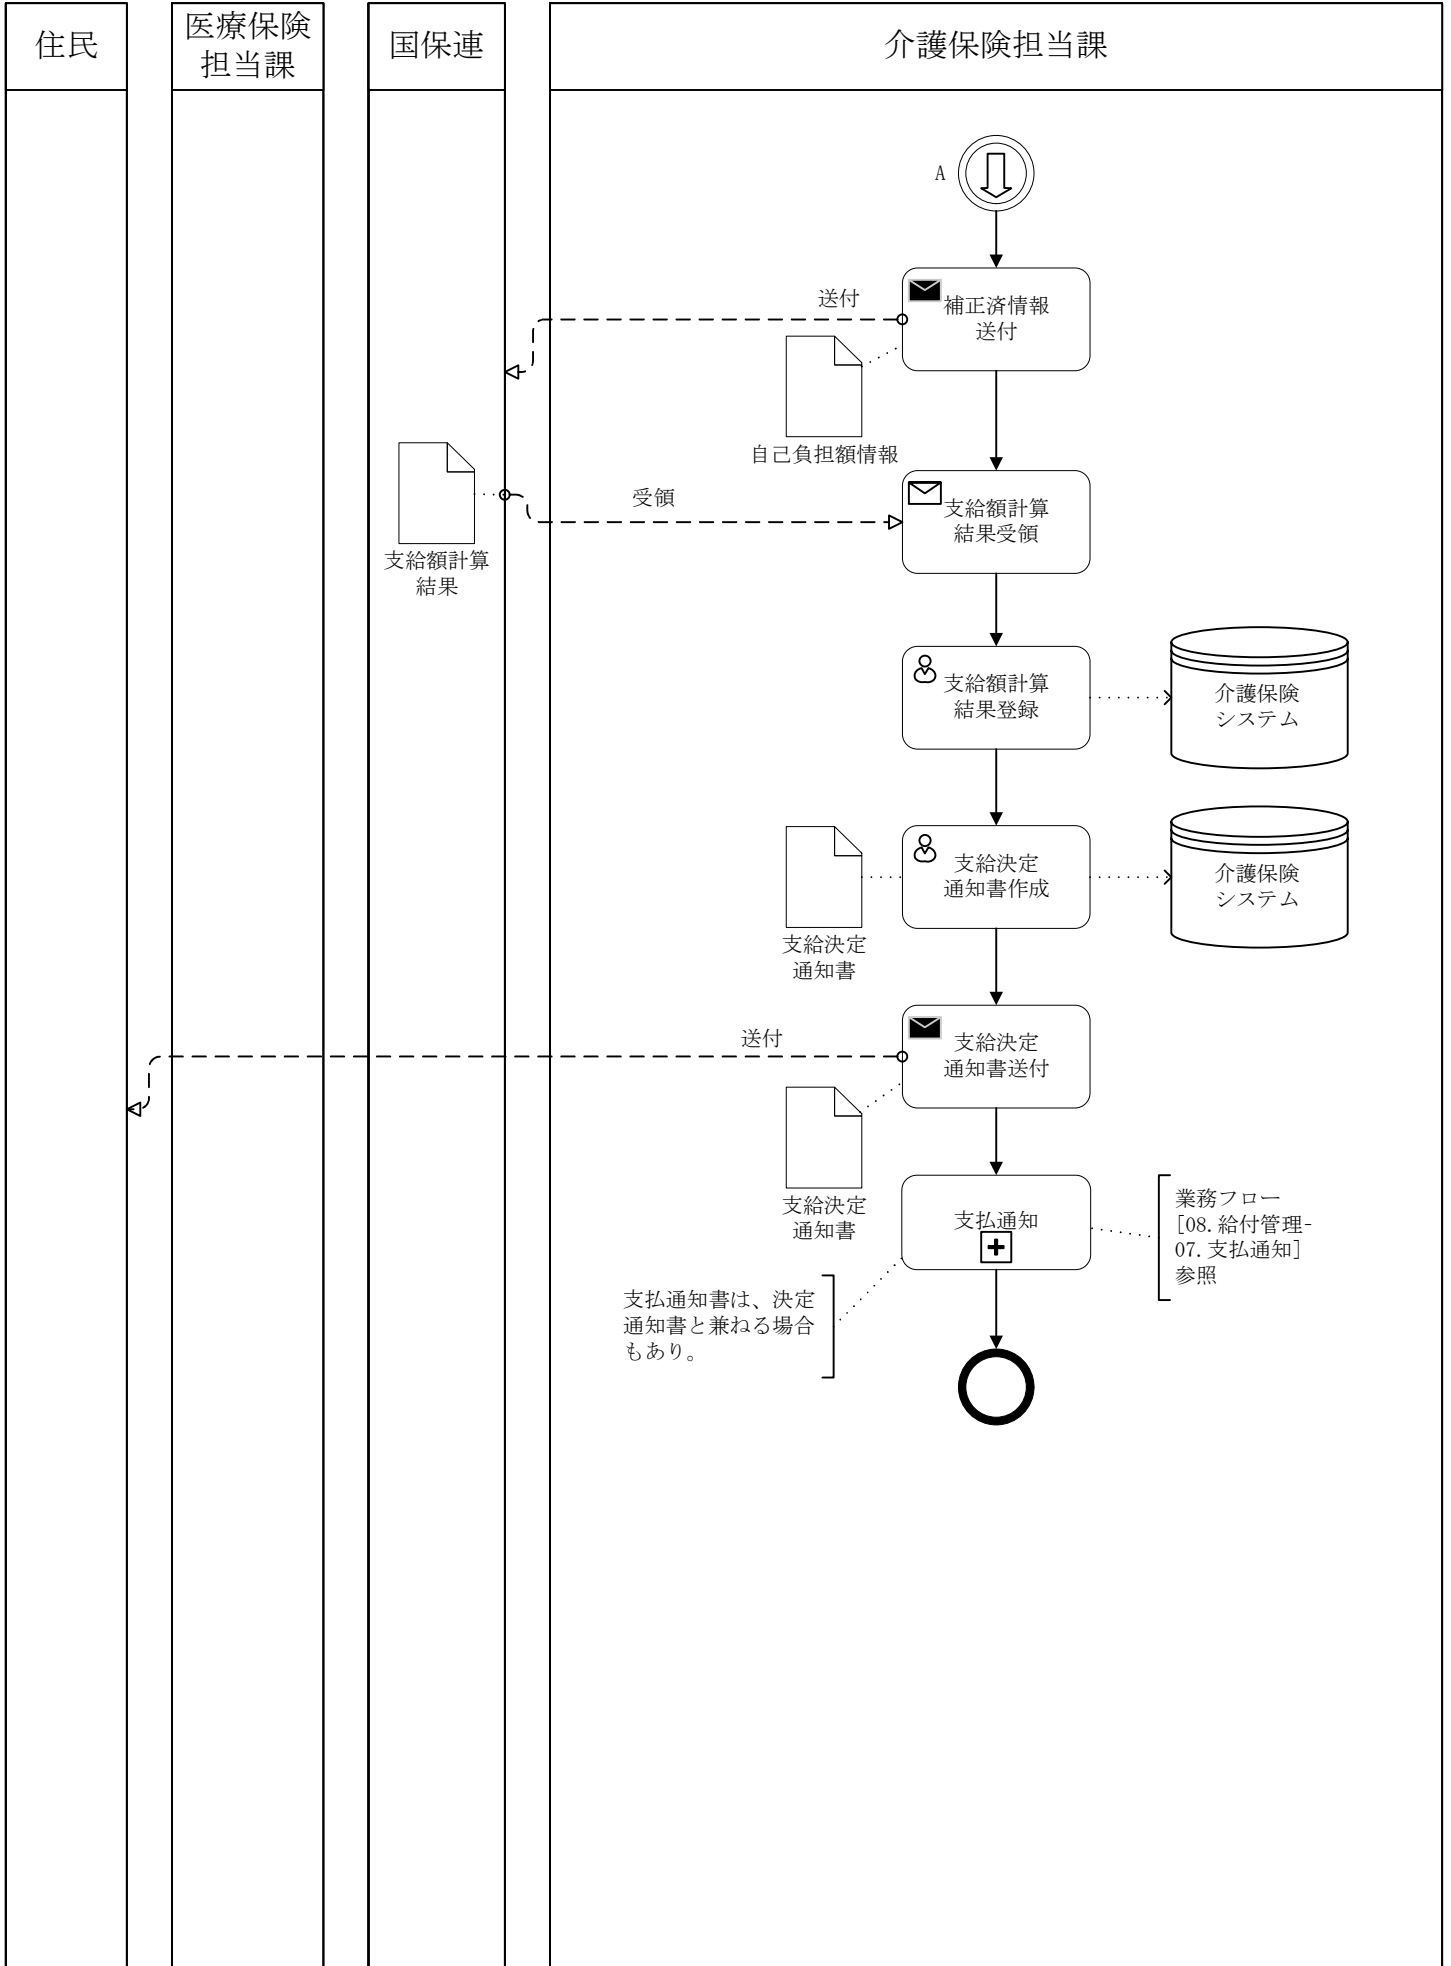 住民
医療保険
担当課
国保連
介護保険担当課
A
補正済情報
送付
送付
自己負担額情報
支給額計算
結果
受領
支給額計算
結果受領
支給額計算
結果登録
介護保険
システム
支給決定
通知書作成
介護保険
システム
支給決定
通知書
送付
支給決定
通知書送付
支給決定
通知書
支払通知
業務フロー
[08.給付管理-
07.支払通知]
参照
支払通知書は、決定
通知書と兼ねる場合
もあり。